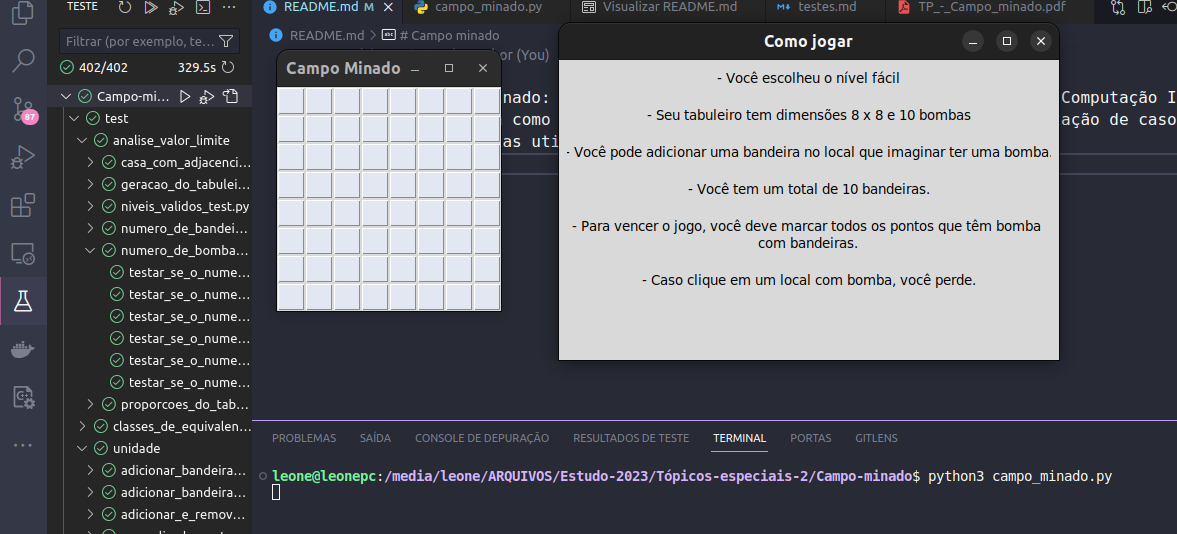 TESTE
README.md M
campo_minado.py
Visualizar README.md
testes.md
TP_-_Campo_minado.pdf
Filtrar (por exemplo, te...
README.md > # Campo minado
(You)
402/402 329.5s
Campo Minado
Como jogar
Campo-mi...
test
analise_valor_limite
casa_com_adjacenci...
geracao_do_tabulei...
niveis_validos_test.py
numero_de_bandei...
numero_de_bomba...
testar_se_o_nume...
testar_se_o_nume...
testar_se_o_nume...
testar_se_o_nume...
testar_se_o_nume...
testar_se_o_nume...
proporcoes_do_tab...
classes_de_equivalen...
unidade
adicionar_bandeira...
adicionar_bandeira...
adicionar_e_remov...
87
- Você escolheu o nível fácil
- Seu tabuleiro tem dimensões 8 x 8 e 10 bombas
- Você pode adicionar uma bandeira no local que imaginar ter uma bomba.
- Você tem um total de 10 bandeiras.
- Para vencer o jogo, você deve marcar todos os pontos que têm bomba
com bandeiras.
- Caso clique em um local com bomba, você perde.
nado: Computação I
como ação de caso
as uti
PROBLEMAS SAÍDA CONSOLE DE DEPURAÇÃO RESULTADOS DE TESTE TERMINAL PORTAS GITLENS
leone@leonepc:/media/leone/ARQUIVOS/Estudo-2023/Tópicos-especiais-2/Campo-minado$ python3 campo_minado.py